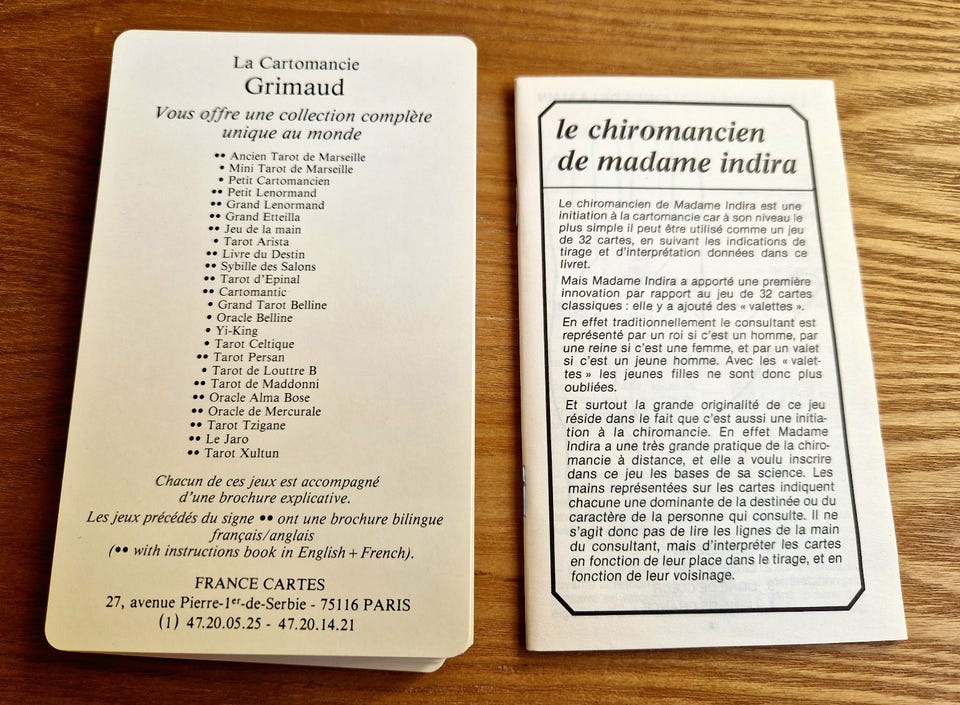 La Cartomancie
Grimaud
Vous offre une collection complète
unique au monde
•• Ancien Tarot de Marseille
• Mini Tarot de Marseille
• Petit Cartomancien
•• Petit Lenormand
•• Grand Lenormand
•• Grand Etteilla
•• Jeu de la main
• Tarot Arista
•• Livre du Destin
•• Sybille des Salons
•• Tarot d'Epinal
•• Cartomantic
• Grand Tarot Belline
• Oracle Belline
• Yi-King
• Tarot Celtique
•• Tarot Persan
• Tarot de Louttre B
•• Tarot de Maddonni
•• Oracle Alma Bose
•• Oracle de Mercurale
•• Tarot Tzigane
•• Le Jaro
•• Tarot Xultun
Chacun de ces jeux est accompagné
d'une brochure explicative.
Les jeux précédés du signe •• ont une brochure bilingue
français/anglais
(•• with instructions book in English + French).
FRANCE CARTES
27, avenue Pierre-1er-de-Serbie - 75116 PARIS
(1) 47.20.05.25 - 47.20.14.21
le chiromancien
de madame indira
Le chiromancien de Madame Indira est une
initiation à la cartomancie car à son niveau le
plus simple il peut être utilisé comme un jeu
de 32 cartes, en suivant les indications de
tirage et d'interprétation données dans ce
livret.
Mais Madame Indira a apporté une première
innovation par rapport au jeu de 32 cartes
classiques : elle y a ajouté des « valettes ».
En effet traditionnellement le consultant est
représenté par un roi si c'est un homme, par
une reine si c'est une femme, et par un valet
si c'est un jeune homme. Avec les « valet-
tes » les jeunes filles ne sont donc plus
oubliées.
Et surtout la grande originalité de ce jeu
réside dans le fait que c'est aussi une initia-
tion à la chiromancie. En effet Madame
Indira a une très grande pratique de la chiro-
mancie à distance, et elle a voulu inscrire
dans ce jeu les bases de sa science. Les
mains représentées sur les cartes indiquent
chacune une dominante de la destinée ou du
caractère de la personne qui consulte. Il ne
s'agit donc pas de lire les lignes de la main
du consultant, mais d'interpréter les cartes
en fonction de leur place dans le tirage, et en
fonction de leur voisinage.